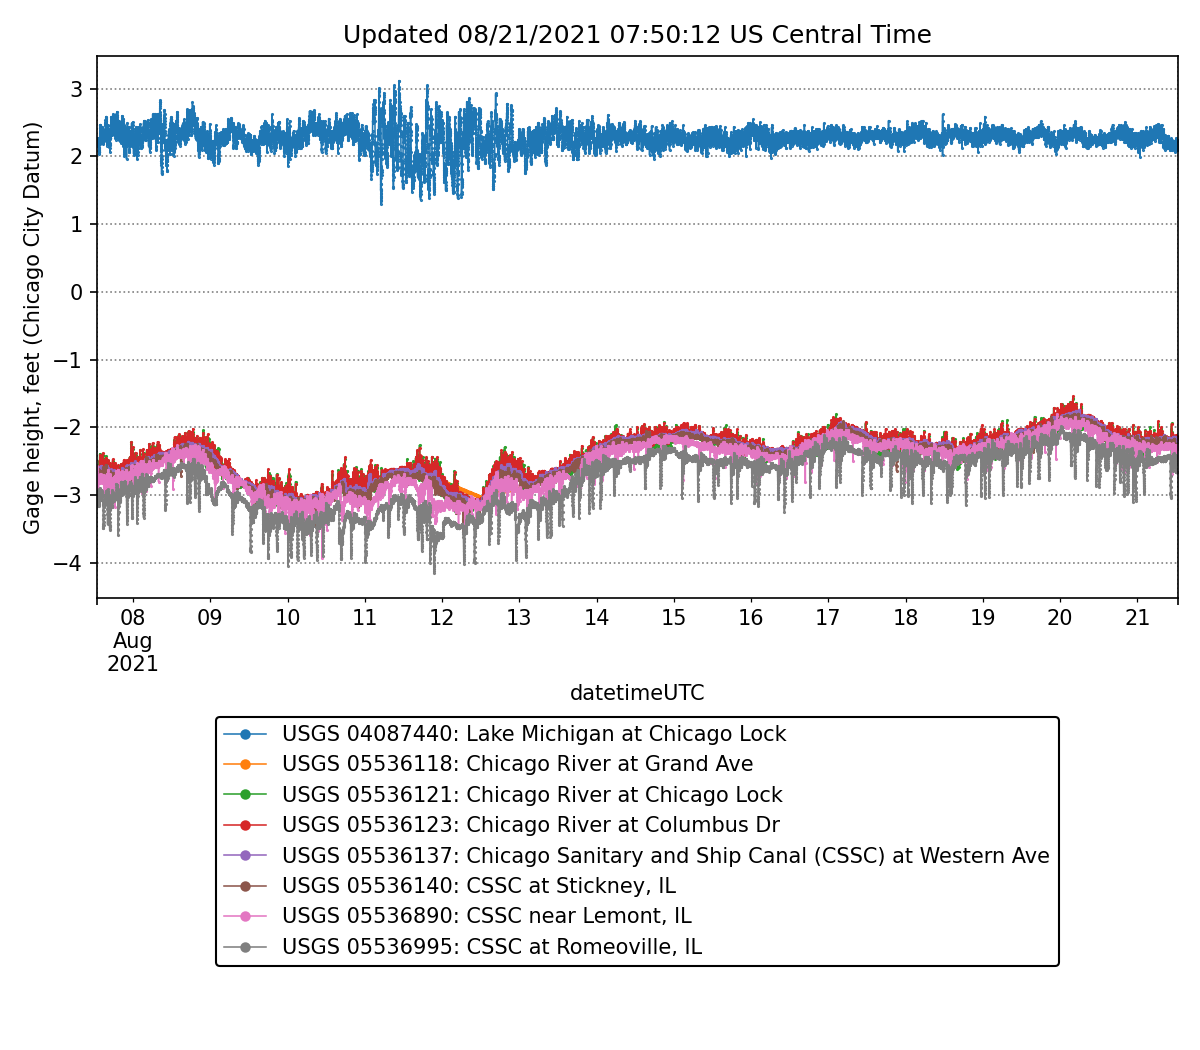 Updated 08/21/2021 07:50:12 US Central Time
Gage height, feet (Chicago City Datum)
3
2
1
0
−1
−2
−3
−4
08 09 10 11 12 13 14 15 16 17 18 19 20 21
Aug
2021
datetimeUTC
USGS 04087440: Lake Michigan at Chicago Lock
USGS 05536118: Chicago River at Grand Ave
USGS 05536121: Chicago River at Chicago Lock
USGS 05536123: Chicago River at Columbus Dr
USGS 05536137: Chicago Sanitary and Ship Canal (CSSC) at Western Ave
USGS 05536140: CSSC at Stickney, IL
USGS 05536890: CSSC near Lemont, IL
USGS 05536995: CSSC at Romeoville, IL